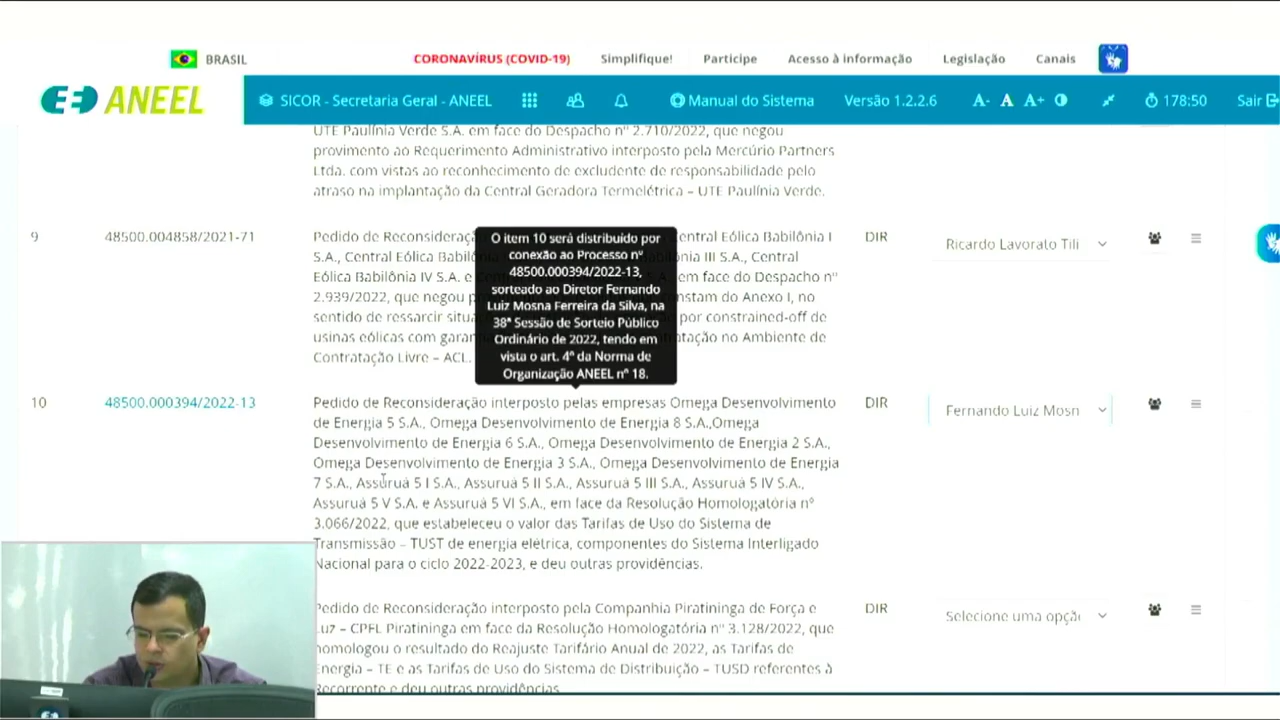 BRASIL
CORONAVÍRUS (COVID-19)
Simplifique!
Participe
Acesso à informação
Legislação
Canais
ANEEL
SICOR - Secretaria Geral - ANEEL
Manual do Sistema
Versão 1.2.2.6
A-
A
A+
178:50
Sair
UTE Paulínia Verde S.A. em face do Despacho nº 2.710/2022, que negou
provimento ao Requerimento Administrativo interposto pela Mercúrio Partners
Ltda. com vistas ao reconhecimento de excludente de responsabilidade pelo
atraso na implantação da Central Geradora Termelétrica – UTE Paulínia Verde.
9
48500.004858/2021-71
Pedido de Reconsideraçã
entral Eólica Babilônia I
S.A., Central Eólica Babilôn
nia III S.A., Central
Eólica Babilônia IV S.A. e C
em face do Despacho nº
2.939/2022, que negou pr
nstam do Anexo I, no
sentido de ressarcir situaç
por constrained-off de
usinas eólicas com garan
tação no Ambiente de
Contratação Livre – ACL.
DIR
Ricardo Lavorato Tili
O item 10 será distribuído por
conexão ao Processo nº
48500.000394/2022-13,
sorteado ao Diretor Fernando
Luiz Mosna Ferreira da Silva, na
38ª Sessão de Sorteio Público
Ordinário de 2022, tendo em
vista o art. 4º da Norma de
Organização ANEEL nº 18.
10
48500.000394/2022-13
Pedido de Reconsideração interposto pelas empresas Omega Desenvolvimento
de Energia 5 S.A., Omega Desenvolvimento de Energia 8 S.A.,Omega
Desenvolvimento de Energia 6 S.A., Omega Desenvolvimento de Energia 2 S.A.,
Omega Desenvolvimento de Energia 3 S.A., Omega Desenvolvimento de Energia
7 S.A., Assuruá 5 I S.A., Assuruá 5 II S.A., Assuruá 5 III S.A., Assuruá 5 IV S.A.,
Assuruá 5 V S.A. e Assuruá 5 VI S.A., em face da Resolução Homologatória nº
3.066/2022, que estabeleceu o valor das Tarifas de Uso do Sistema de
Transmissão – TUST de energia elétrica, componentes do Sistema Interligado
Nacional para o ciclo 2022-2023, e deu outras providências.
DIR
Fernando Luiz Mosn
Pedido de Reconsideração interposto pela Companhia Piratininga de Força e
Luz – CPFL Piratininga em face da Resolução Homologatória nº 3.128/2022, que
homologou o resultado do Reajuste Tarifário Anual de 2022, as Tarifas de
Energia – TE e as Tarifas de Uso do Sistema de Distribuição – TUSD referentes à
Recorrente e deu outras providências
DIR
Selecione uma opçã